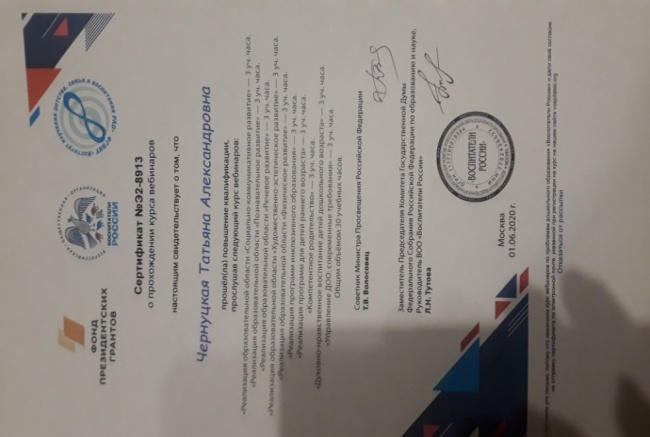 ФОНД
ПРЕЗИДЕНТСКИХ
ГРАНТОВ
ВОСПИТАТЕЛИ
РОССИИ
Сертификат №Э2-8913
о прохождении курса вебинаров
настоящим свидетельствует о том, что
Чернуцкая Татьяна Александровна
прошёл(ла) повышение квалификации,
прослушав следующий курс вебинаров:
«Реализация образовательной области «Социально-коммуникативное развитие» — 3 уч. часа.
«Реализация образовательной области «Познавательное развитие» — 3 уч. часа.
«Реализация образовательной области «Речевое развитие» — 3 уч. часа.
«Реализация образовательной области «Художественно-эстетическое развитие» — 3 уч. часа.
«Реализация образовательной области «Физическое развитие» — 3 уч. часа.
«Реализация программ инклюзивного образования» — 3 уч. часа.
«Реализация программ для детей раннего возраста» — 3 уч. часа.
«Компетентное родительство» — 3 уч. часа.
«Духовно-нравственное воспитание детей дошкольного возраста» — 3 уч. часа.
«Управление ДОО: современные требования» — 3 уч. часа.
Общим объёмом 30 учебных часов.
Советник Министра Просвещения Российской Федерации
Т.В. Волосовец
Заместитель Председателя Комитета Государственной Думы
Федерального Собрания Российской Федерации по образованию и науке,
Руководитель ВОО «Воспитатели России»
Л.Н. Тутова
ВОСПИТАТЕЛИ
РОССИИ
Москва
01.06.2020 г.
Отказаться от рассылки